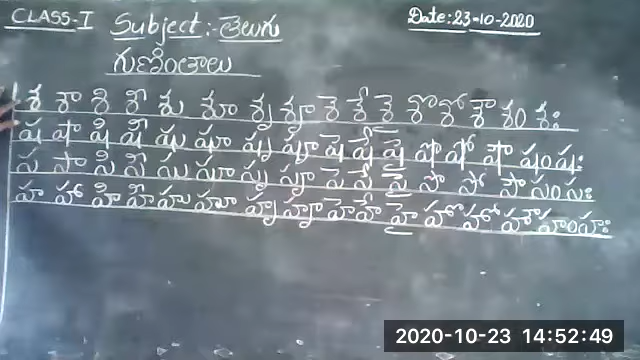 CLASS-I Subject:- తెలుగు Date:23-10-2020
గుణింతాలు
శ శా శి శీ శు శూ శృ శౄ శె శే శై శొ శో శౌ శం శః
ష షా షి షీ షు షూ షృ షౄ షె షే షై షొ షో షౌ షం షః
స సా సి సీ సు సూ సృ సౄ సె సే సై సొ సో సౌ సం సః
హ హా హి హీ హు హూ హృ హౄ హె హే హై హొ హో హౌ హం హః
2020-10-23 14:52:49